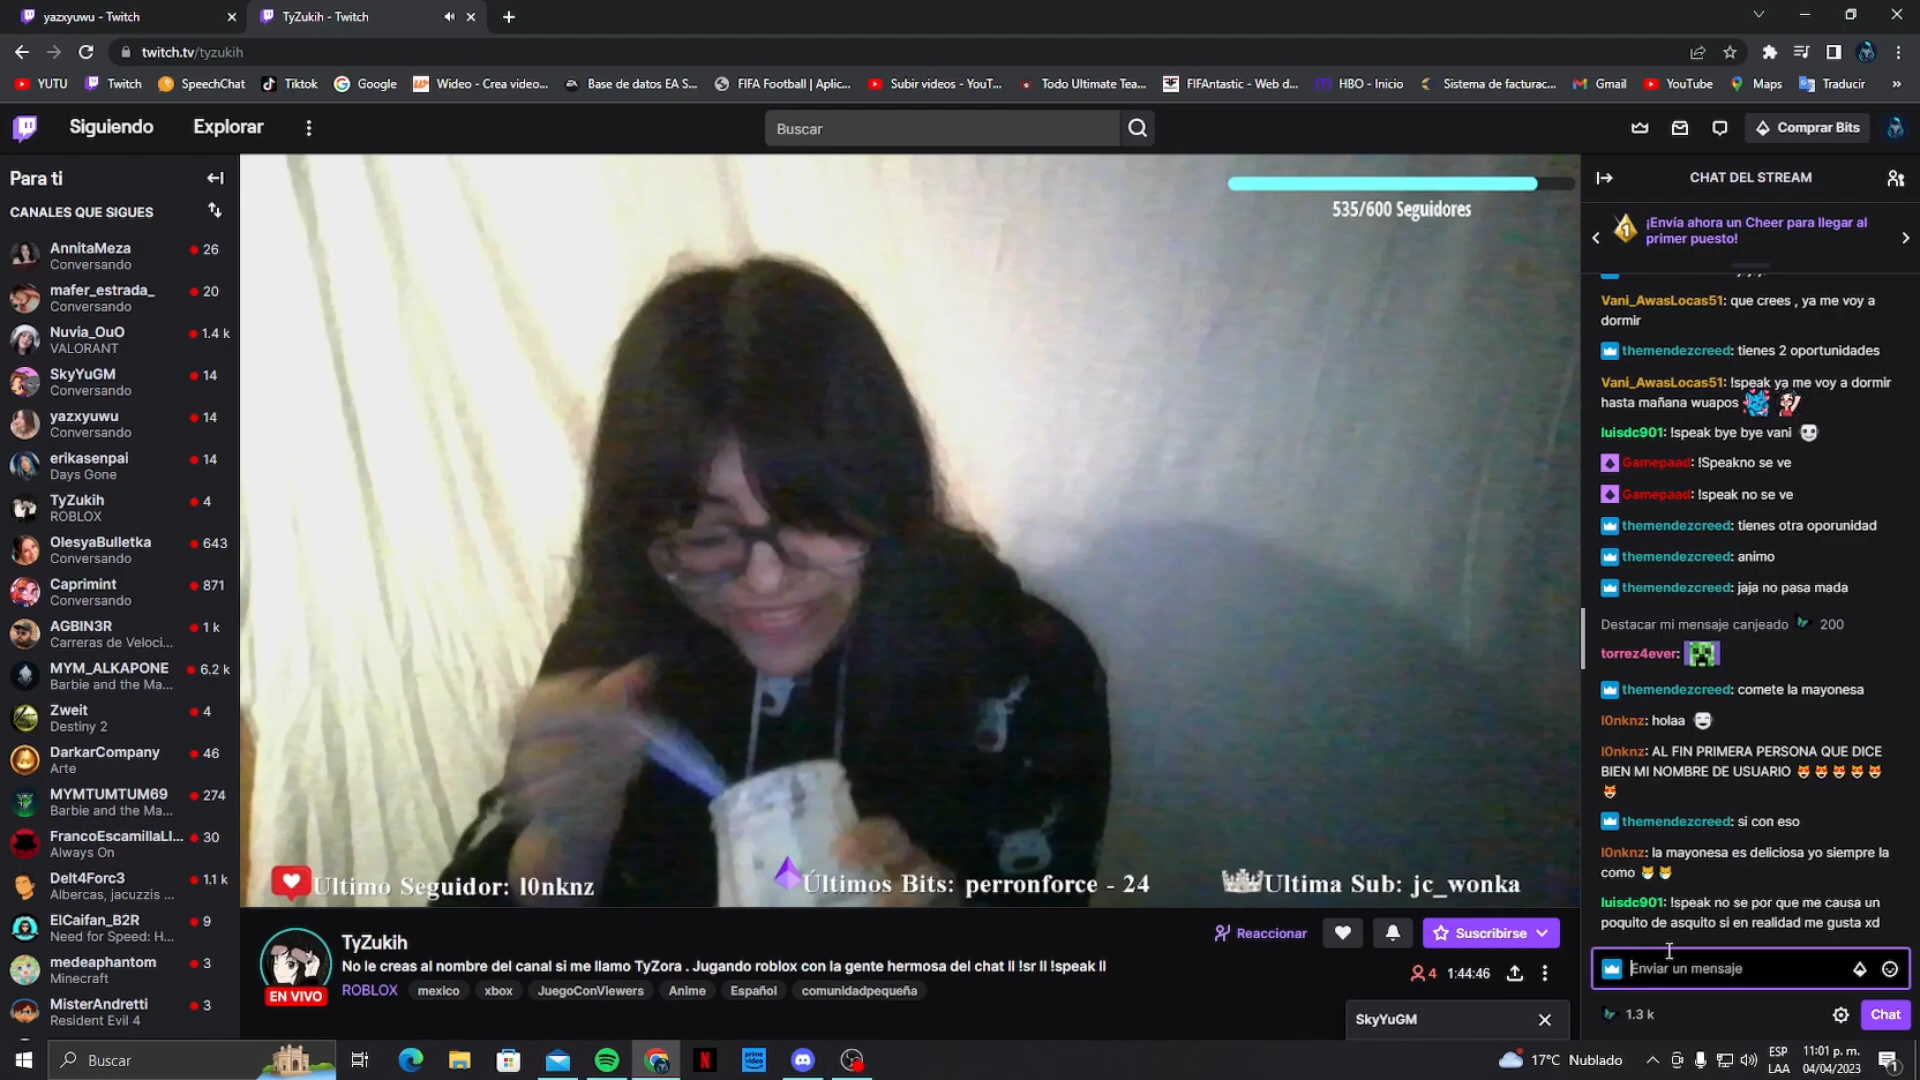 yazxyuwu - Twitch
TyZukih - Twitch
twitch.tv/tyzukih
YUTU
Twitch
SpeechChat
Tiktok
Google
Wideo - Crea video...
Base de datos EA S...
FIFA Football | Aplic...
Subir videos - YouT...
Todo Ultimate Tea...
FIFAntastic - Web d...
HBO - Inicio
Sistema de facturac...
Gmail
YouTube
Maps
Traducir
»
Siguiendo
Explorar
Buscar
Comprar Bits
Para ti
CANALES QUE SIGUES
AnnitaMeza 26
Conversando
mafer_estrada_ 20
Conversando
Nuvia_OuO 1.4 k
VALORANT
SkyYuGM 14
Conversando
yazxyuwu 14
Conversando
erikasenpai 14
Days Gone
TyZukih 4
ROBLOX
OlesyaBulletka 643
Conversando
Caprimint 871
Conversando
AGBIN3R 1 k
Carreras de Veloci...
MYM_ALKAPONE 6.2 k
Barbie and the Ma...
Zweit 4
Destiny 2
DarkarCompany 46
Arte
MYMTUMTUM69 274
Barbie and the Ma...
FrancoEscamillaLI... 30
Always On
Delt4Forc3 1.1 k
Albercas, jacuzzis ...
ElCaifan_B2R 9
Need for Speed: H...
medeaphantom 3
Minecraft
MisterAndretti 3
Resident Evil 4
535/600 Seguidores
Ultimo Seguidor: l0nknz
Últimos Bits: perronforce - 24
Ultima Sub: jc_wonka
EN VIVO
TyZukih
No le creas al nombre del canal si me llamo TyZora . Jugando roblox con la gente hermosa del chat ll !sr ll !speak ll
ROBLOX
mexico
xbox
JuegoConViewers
Anime
Español
comunidadpequeña
Reaccionar
Suscribirse
4
1:44:46
SkyYuGM
CHAT DEL STREAM
1
¡Envía ahora un Cheer para llegar al
primer puesto!
Vani_AwasLocas51: que crees , ya me voy a
dormir
themendezcreed: tienes 2 oportunidades
Vani_AwasLocas51: !speak ya me voy a dormir
hasta mañana wuapos
luisdc901: !speak bye bye vani
Gamepaad: !Speakno se ve
Gamepaad: !speak no se ve
themendezcreed: tienes otra oporunidad
themendezcreed: animo
themendezcreed: jaja no pasa mada
Destacar mi mensaje canjeado 200
torrez4ever:
themendezcreed: comete la mayonesa
l0nknz: holaa
l0nknz: AL FIN PRIMERA PERSONA QUE DICE
BIEN MI NOMBRE DE USUARIO
themendezcreed: si con eso
l0nknz: la mayonesa es deliciosa yo siempre la
como
luisdc901: !speak no se por que me causa un
poquito de asquito si en realidad me gusta xd
Enviar un mensaje
1.3 k
Chat
Buscar
17°C Nublado
ESP
LAA
11:01 p. m.
04/04/2023
1